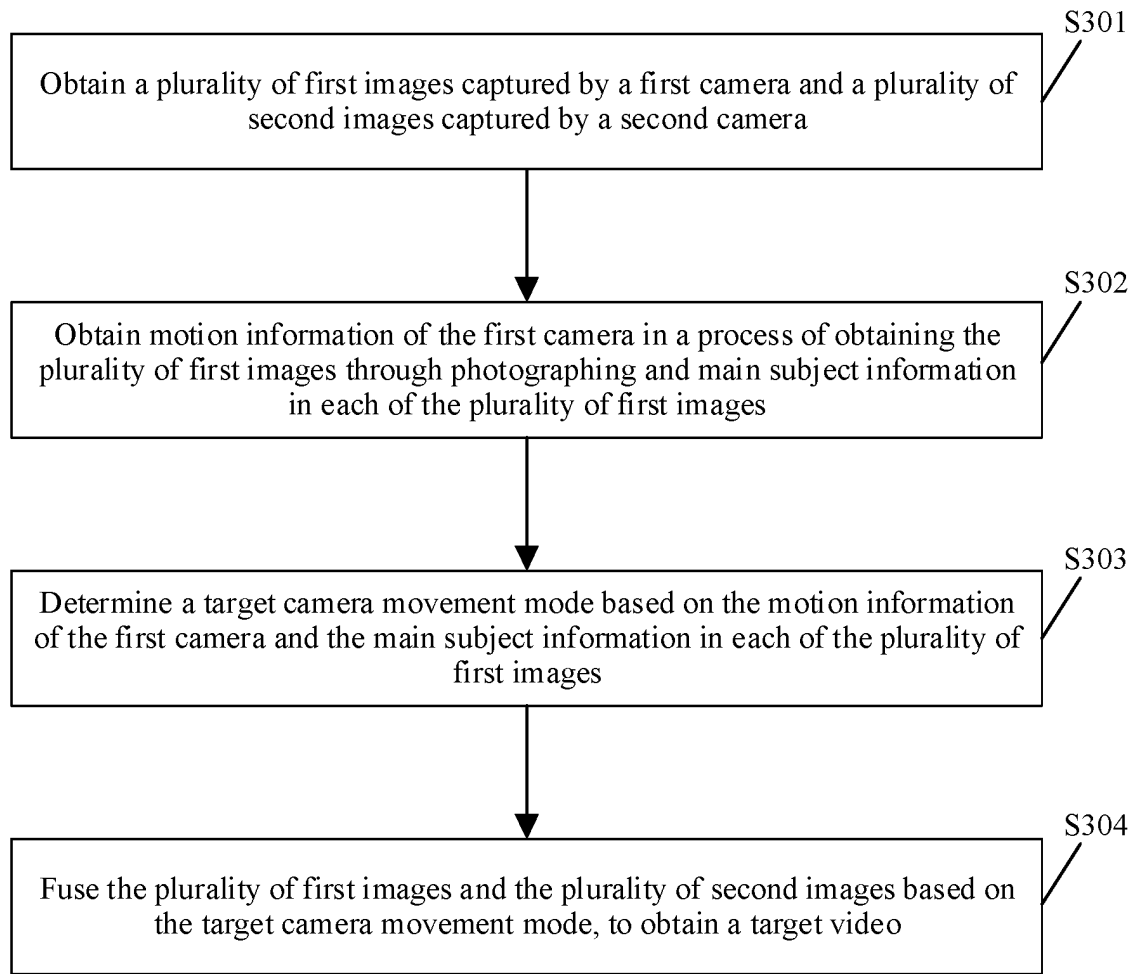 S301
Obtain a plurality of first images captured by a first camera and a plurality of
second images captured by a second camera
S302
Obtain motion information of the first camera in a process of obtaining the
plurality of first images through photographing and main subject information
in each of the plurality of first images
S303
Determine a target camera movement mode based on the motion information
of the first camera and the main subject information in each of the plurality of
first images
S304
Fuse the plurality of first images and the plurality of second images based on
the target camera movement mode, to obtain a target video